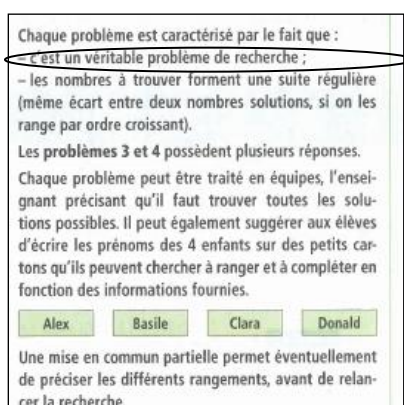 Chaque problème est caractérisé par le fait que :
– c'est un véritable problème de recherche ;
– les nombres à trouver forment une suite régulière
(même écart entre deux nombres solutions, si on les
range par ordre croissant).
Les problèmes 3 et 4 possèdent plusieurs réponses.
Chaque problème peut être traité en équipes, l'ensei-
gnant précisant qu'il faut trouver toutes les solu-
tions possibles. Il peut également suggérer aux élèves
d'écrire les prénoms des 4 enfants sur des petits car-
tons qu'ils peuvent chercher à ranger et à compléter en
fonction des informations fournies.
Alex Basile Clara Donald
Une mise en commun partielle permet éventuellement
de préciser les différents rangements, avant de relan-
cer la recherche.